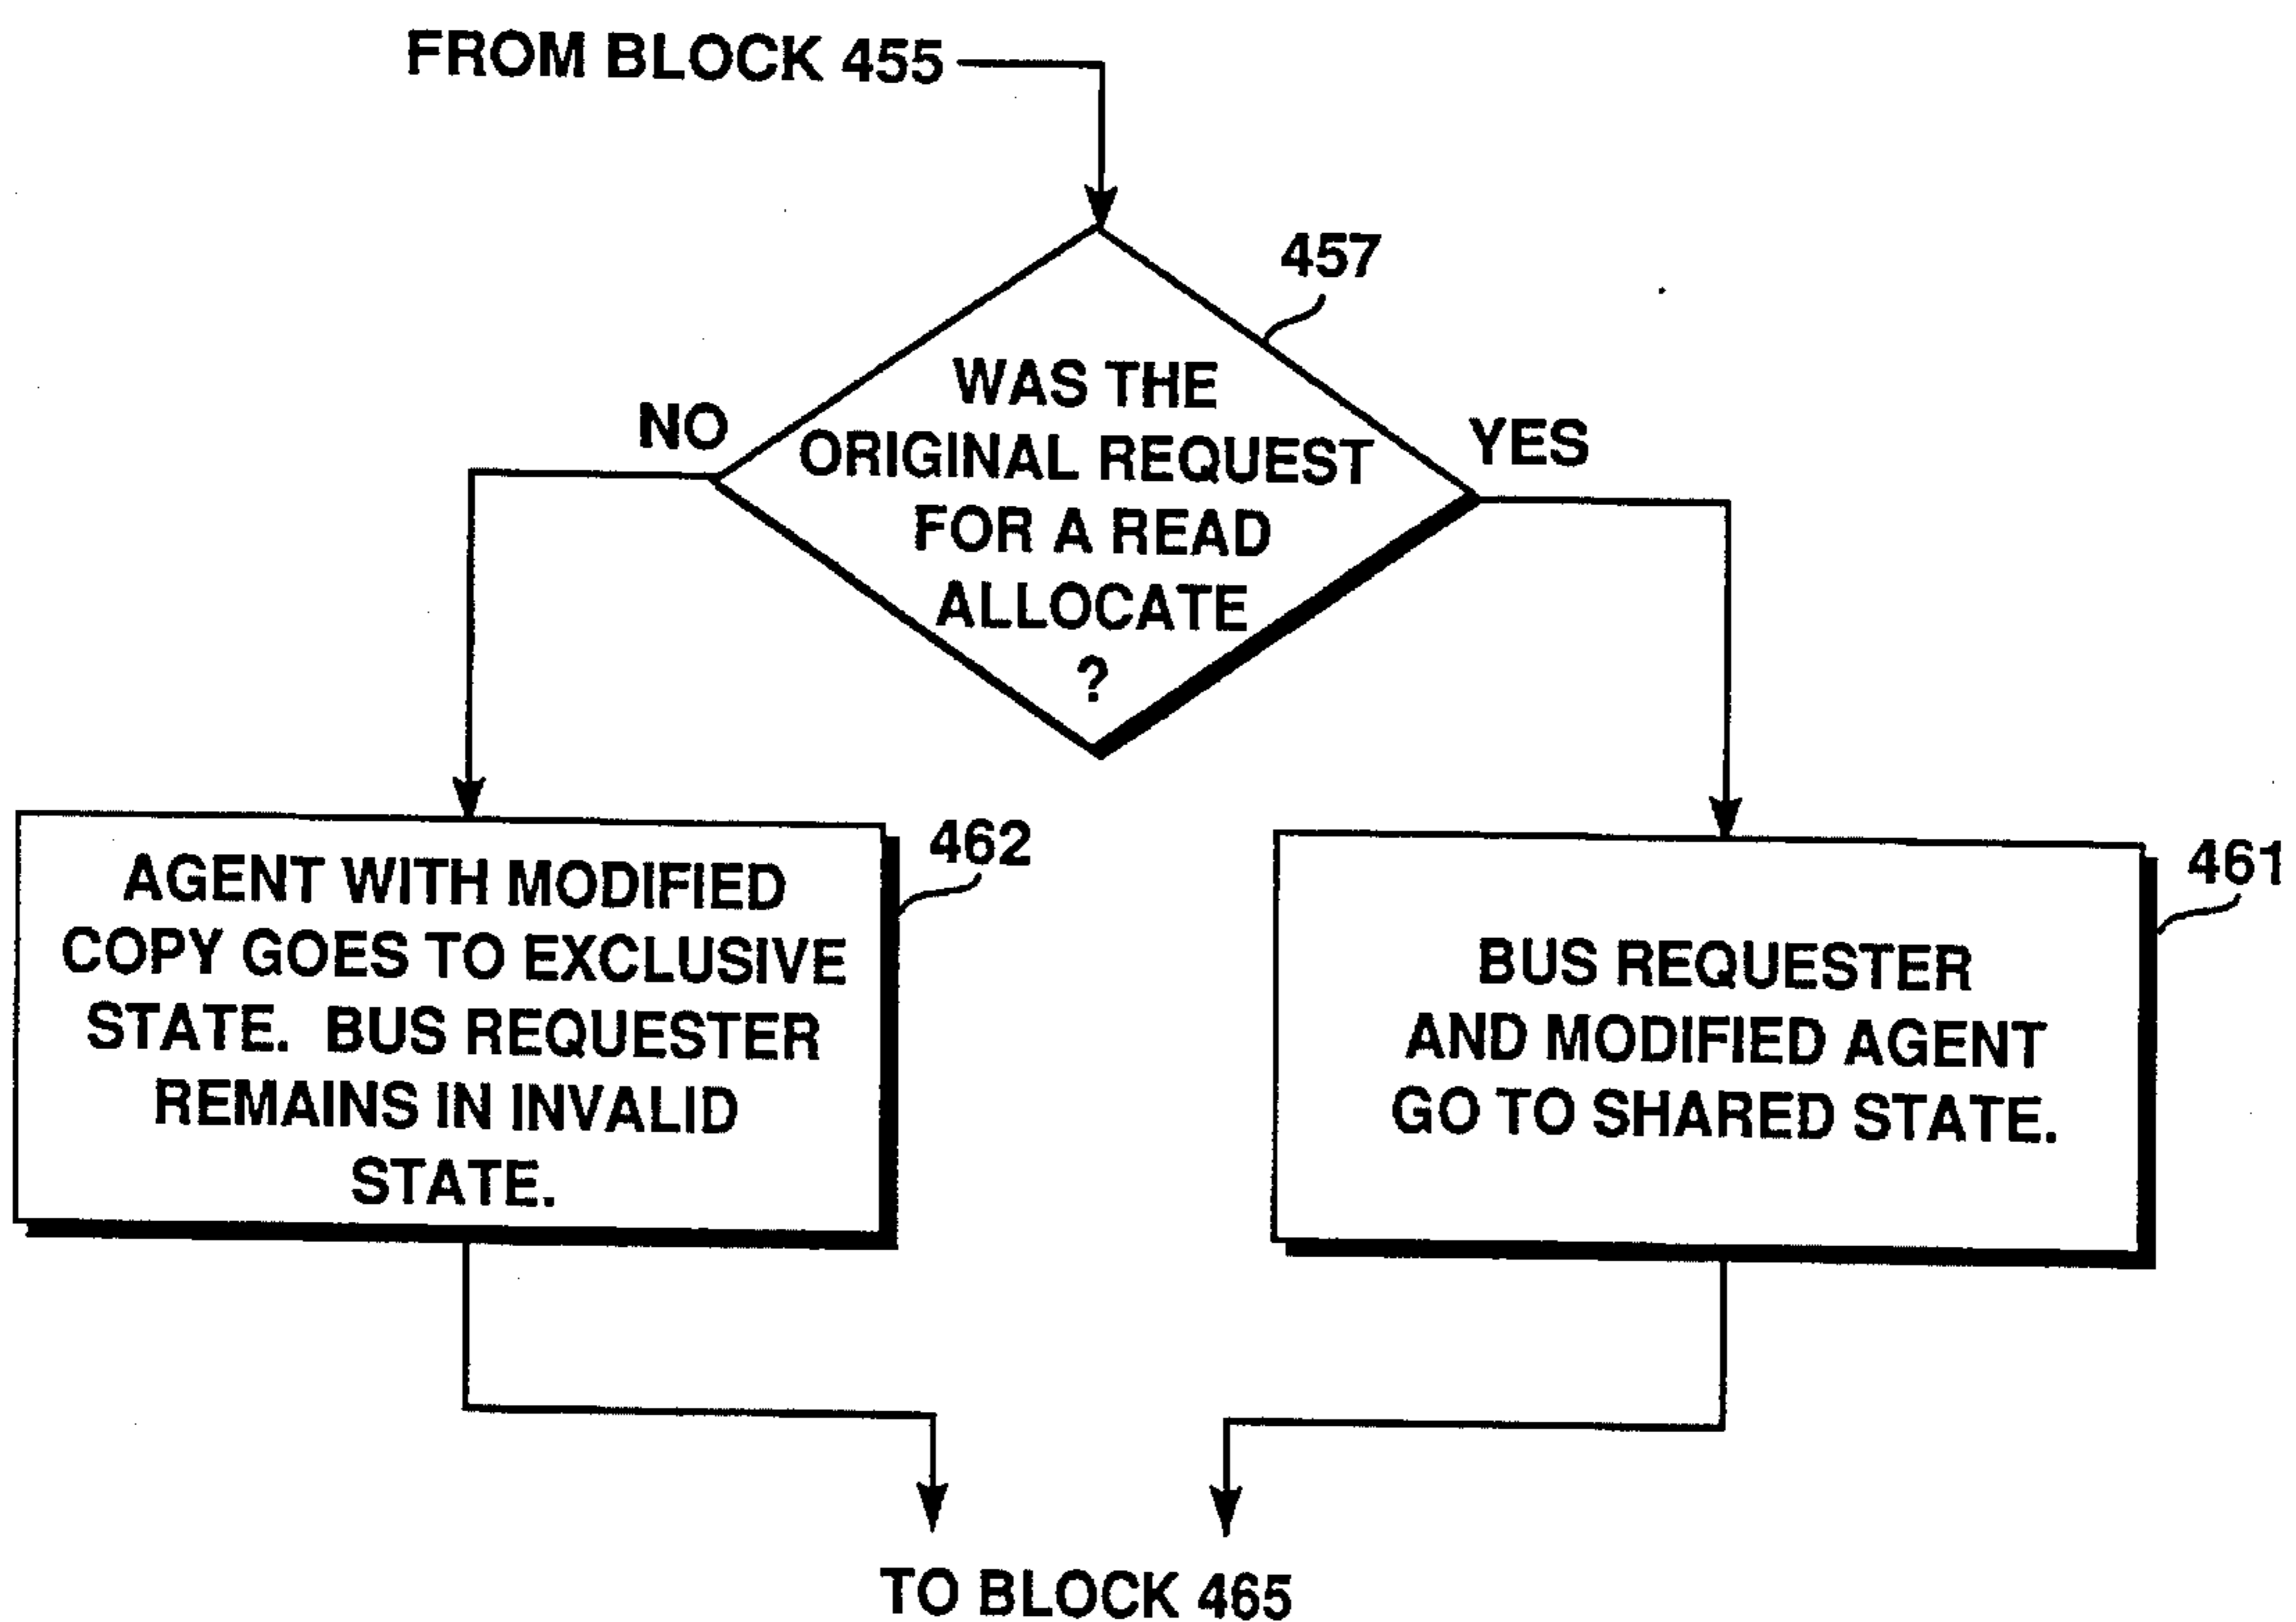 FROM BLOCK 455
457
WAS THE
ORIGINAL REQUEST
FOR A READ
ALLOCATE
?
NO
YES
462
AGENT WITH MODIFIED
COPY GOES TO EXCLUSIVE
STATE. BUS REQUESTER
REMAINS IN INVALID
STATE.
461
BUS REQUESTER
AND MODIFIED AGENT
GO TO SHARED STATE.
TO BLOCK 465